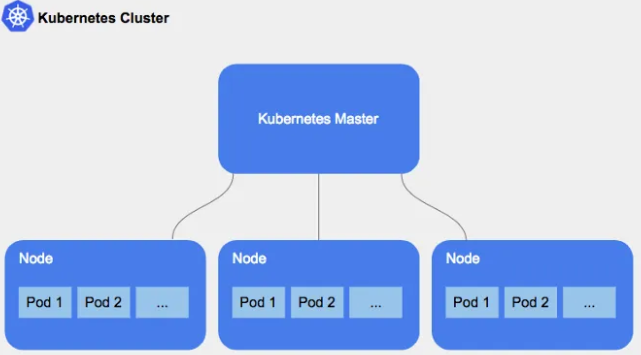 Kubernetes Cluster
Kubernetes Master
Node
Pod 1 Pod 2 ...
Node
Pod 1 Pod 2 ...
Node
Pod 1 Pod 2 ...